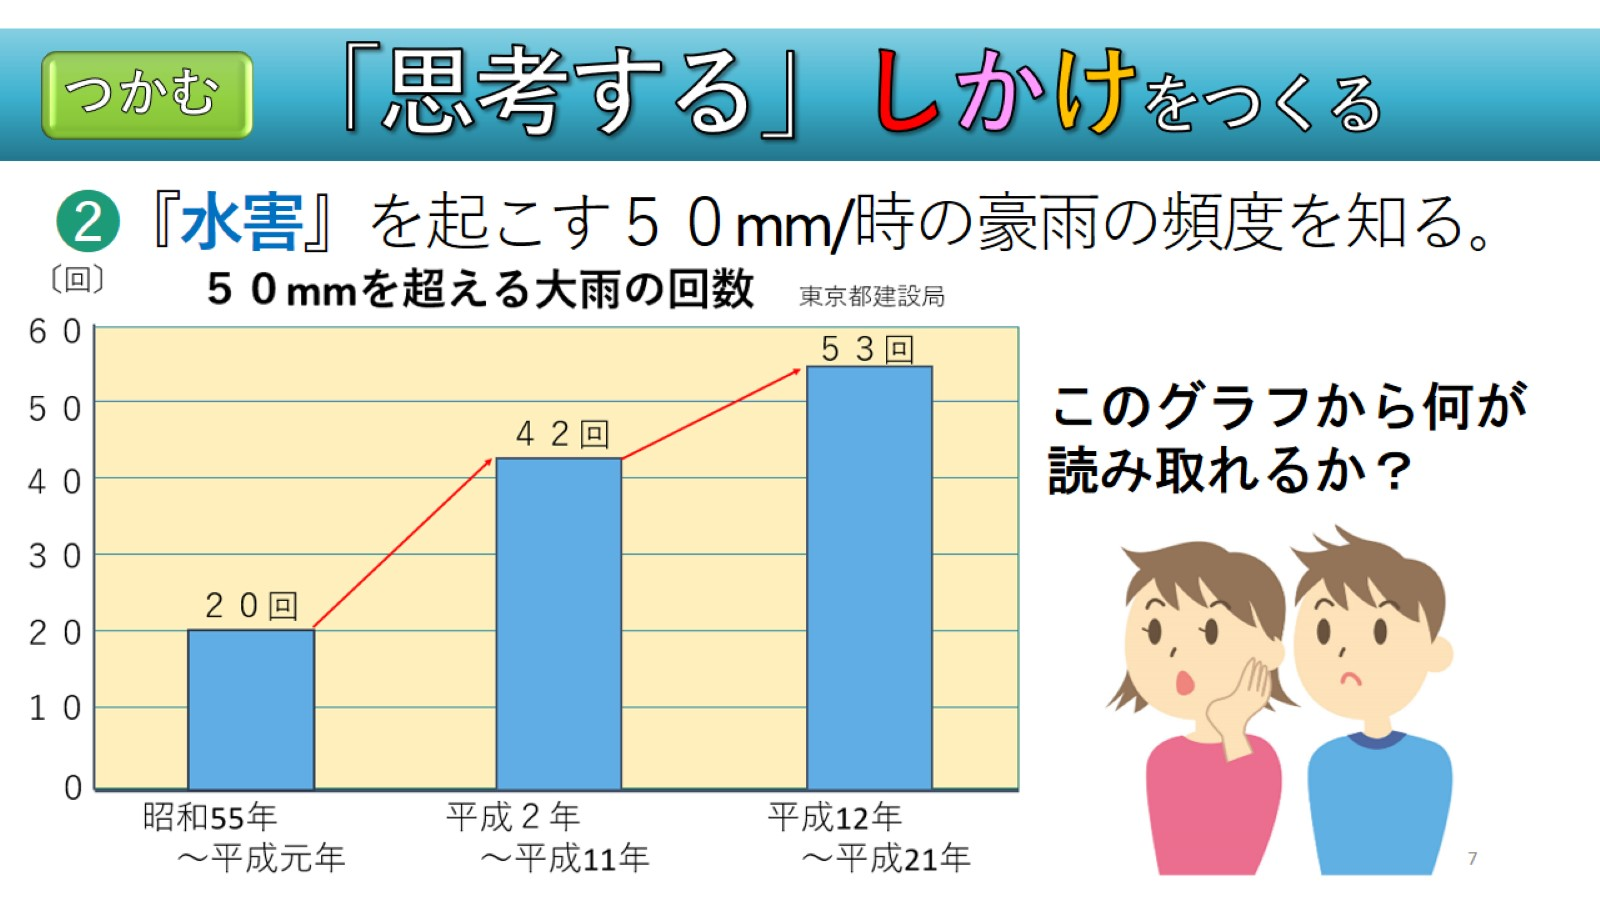 つかむ 「思考する」しかけをつくる
❷『水害』を起こす５０mm/時の豪雨の頻度を知る。
〔回〕 ５０mmを超える大雨の回数 東京都建設局
６０
５０
４０
３０
２０
１０
０
２０回
４２回
５３回
昭和55年
～平成元年
平成２年
～平成11年
平成12年
～平成21年
このグラフから何が
読み取れるか？
7